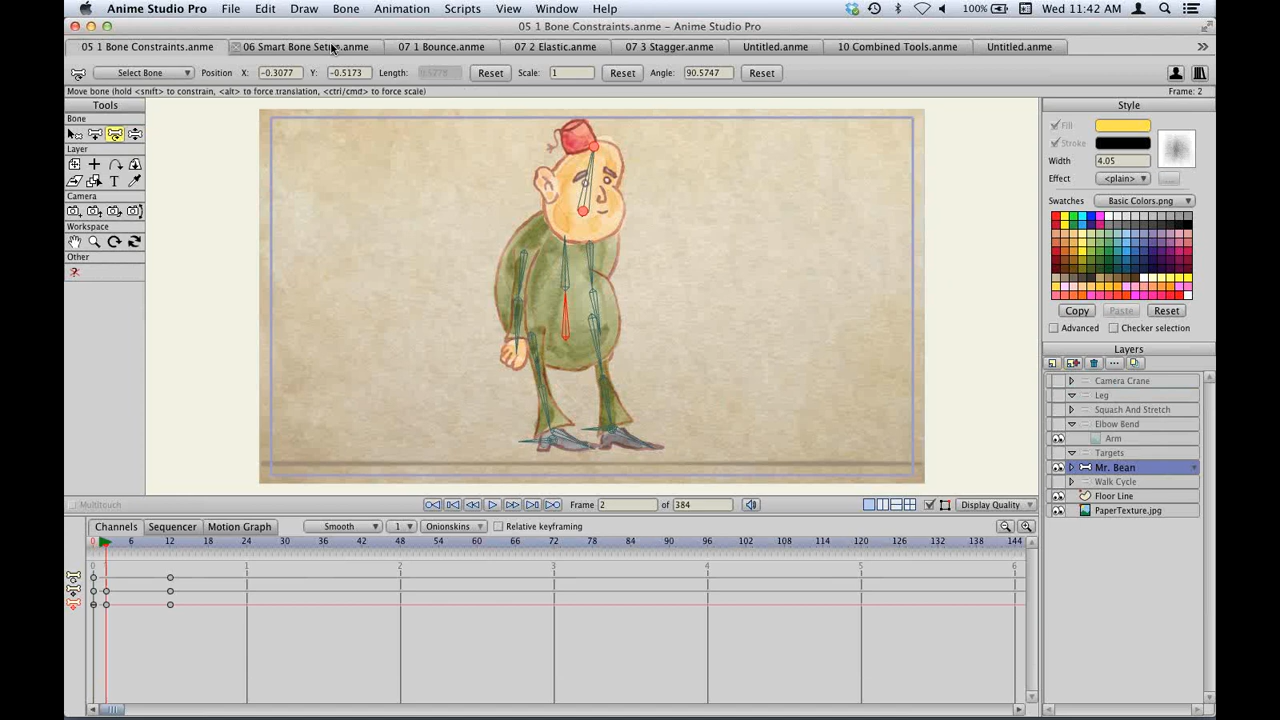 Anime Studio Pro File Edit Draw Bone Animation Scripts View Window Help 100% Wed 11:42 AM
05 1 Bone Constraints.anme
05 1 Bone Constraints.anme 06 Smart Bone Setups.anme 07 1 Bounce.anme 07 2 Elastic.anme 07 3 Stagger.anme Untitled.anme 10 Combined Tools.anme Untitled.anme »
Select Bone Position X: -0.3077 Y: -0.5173 Length: Reset Scale: 1 Reset Angle: 90.5747 Reset
Move bone (hold <shift> to constrain, <alt> to force translation, <ctrl/cmd> to force scale) Frame: 2
Tools
Bone
Layer
Camera
Workspace
Other
Style
Fill
Stroke
Width 4.05
Effect <plain>
Swatches Basic Colors.png
Copy Paste Reset
Advanced Checker selection
Layers
Camera Crane
Leg
Squash And Stretch
Elbow Bend
Arm
Targets
Mr. Bean
Walk Cycle
Floor Line
PaperTexture.jpg
Multitouch Frame 2 of 384 Display Quality
Channels Sequencer Motion Graph Smooth 1 Onionskins Relative keyframing
0 6 12 18 24 30 36 42 48 54 60 66 72 78 84 90 96 102 108 114 120 126 132 138 144
0 1 2 3 4 5 6